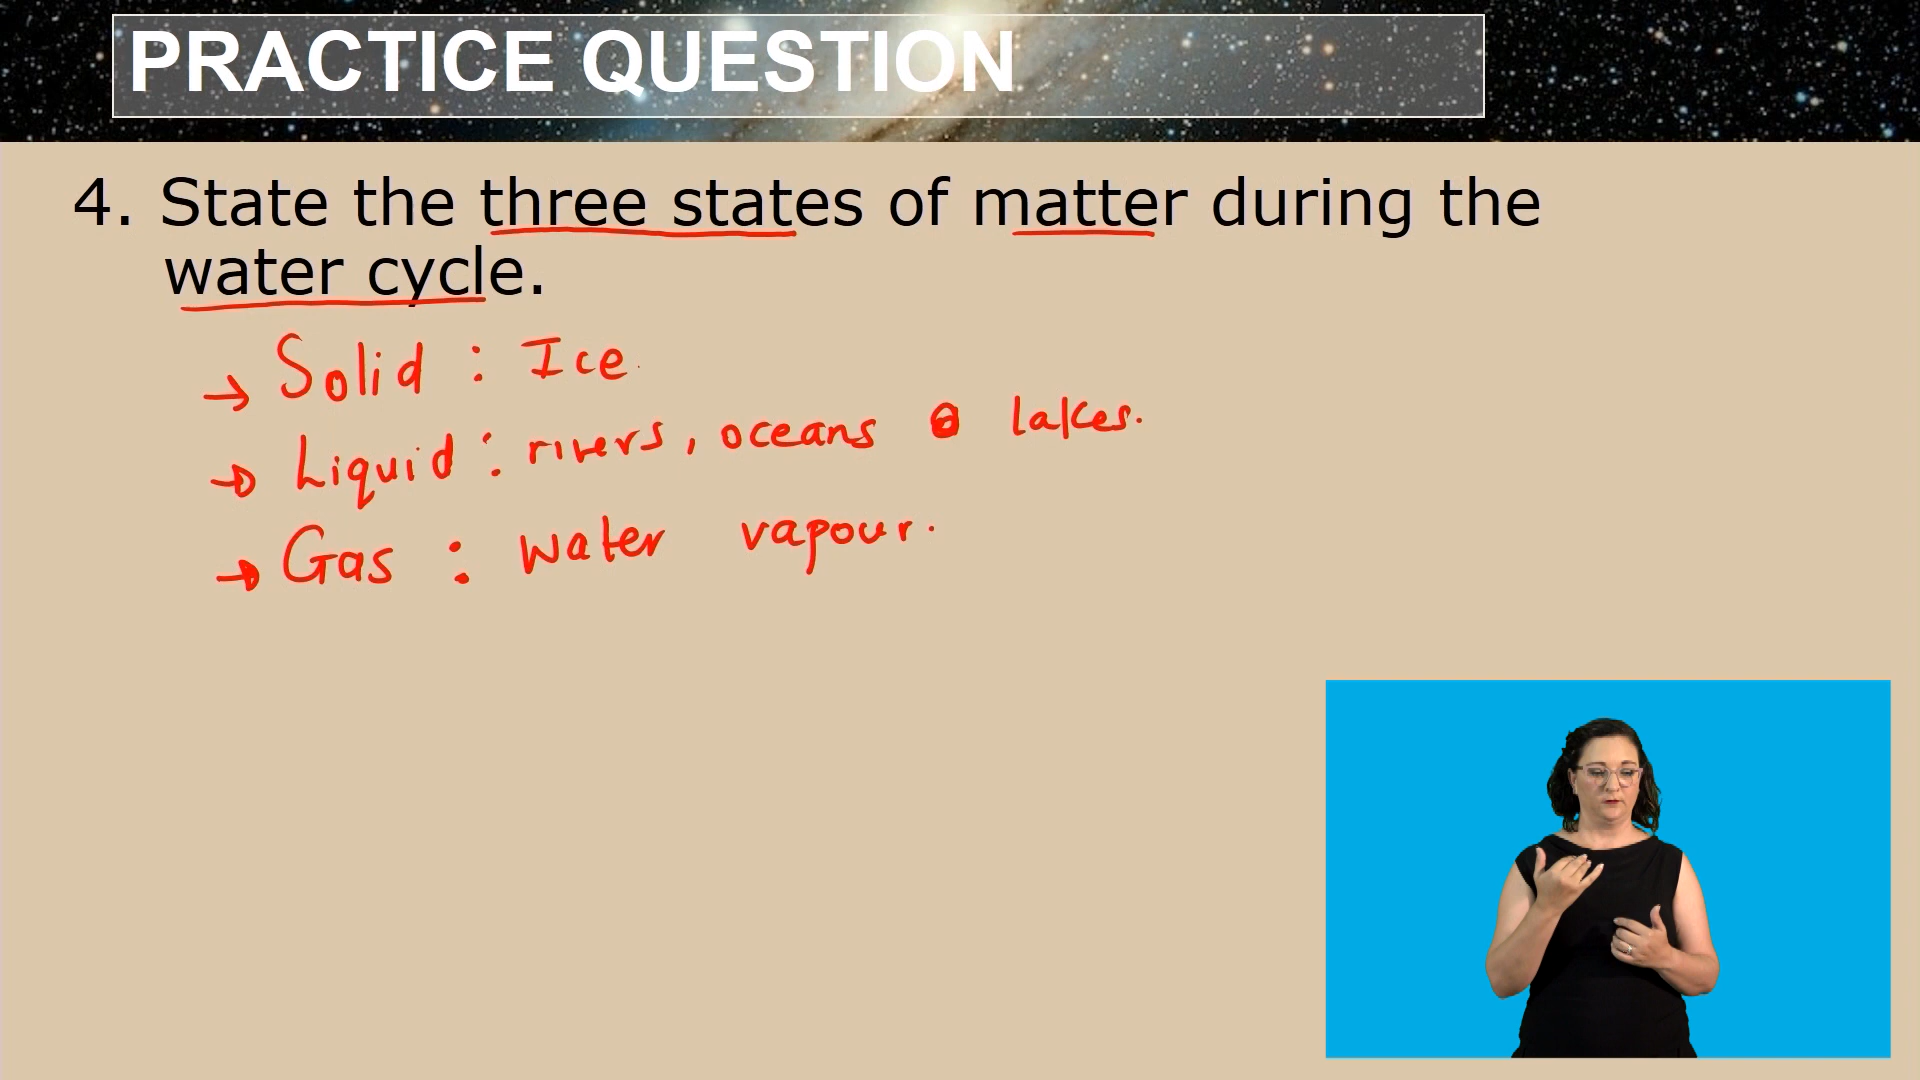 PRACTICE QUESTION
4. State the three states of matter during the
water cycle.
→ Solid : Ice.
→ Liquid : rivers, oceans lakes.
→ Gas : water vapour.